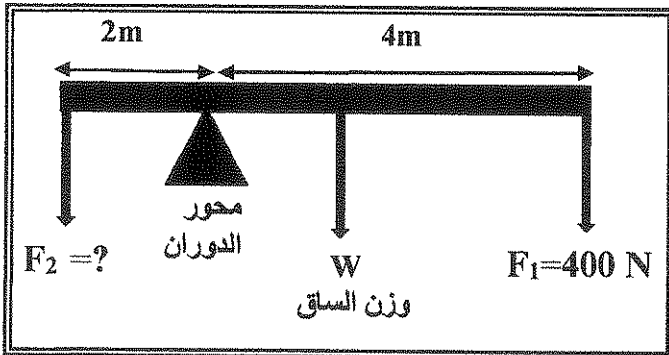 2m 4m
محور
الدوران
F₂ =?
W
وزن الساق
F₁=400 N